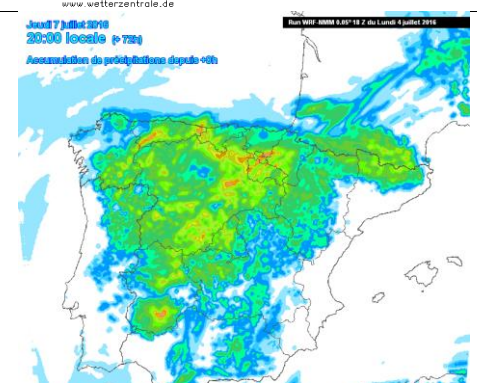 www.wetterzentrale.de
Jeudi 7 juillet 2016
Run WRF-NMM 0.05° 18 Z du Lundi 4 juillet 2016
20:00 locale (+ 72h)
Accumulation de précipitations depuis +0h